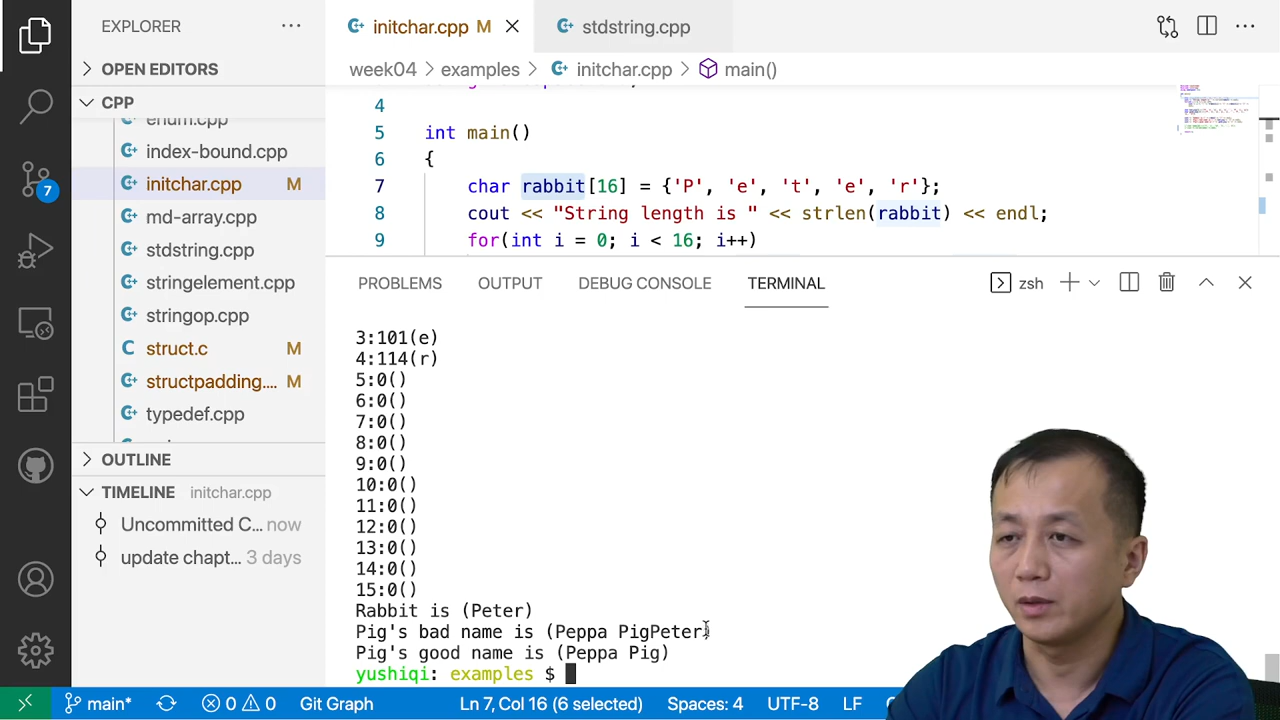 EXPLORER
initchar.cpp M
stdstring.cpp
OPEN EDITORS
week04 > examples > initchar.cpp > main()
CPP
enum.cpp
index-bound.cpp
initchar.cpp M
md-array.cpp
stdstring.cpp
stringelement.cpp
stringop.cpp
struct.c M
structpadding.... M
typedef.cpp
OUTLINE
TIMELINE initchar.cpp
Uncommitted C... now
update chapt... 3 days
7
4
5 int main()
6 {
7 char rabbit[16] = {'P', 'e', 't', 'e', 'r'};
8 cout << "String length is " << strlen(rabbit) << endl;
9 for(int i = 0; i < 16; i++)
PROBLEMS OUTPUT DEBUG CONSOLE TERMINAL zsh
3:101(e)
4:114(r)
5:0()
6:0()
7:0()
8:0()
9:0()
10:0()
11:0()
12:0()
13:0()
14:0()
15:0()
Rabbit is (Peter)
Pig's bad name is (Peppa PigPeter)
Pig's good name is (Peppa Pig)
yushiqi: examples $
main* 0 0 Git Graph Ln 7, Col 16 (6 selected) Spaces: 4 UTF-8 LF